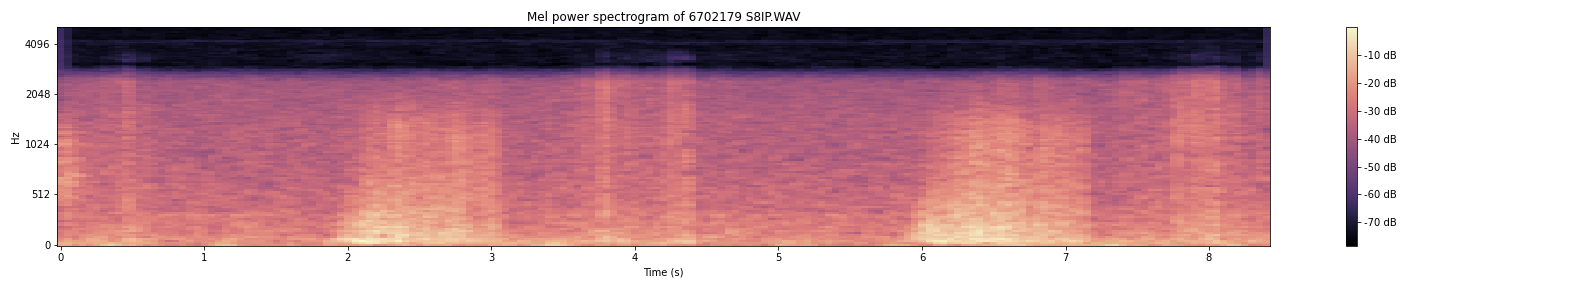 Mel power spectrogram of 6702179 S8IP.WAV
Hz
4096
2048
1024
512
0
0 1 2 3 4 5 6 7 8
Time (s)
-10 dB
-20 dB
-30 dB
-40 dB
-50 dB
-60 dB
-70 dB